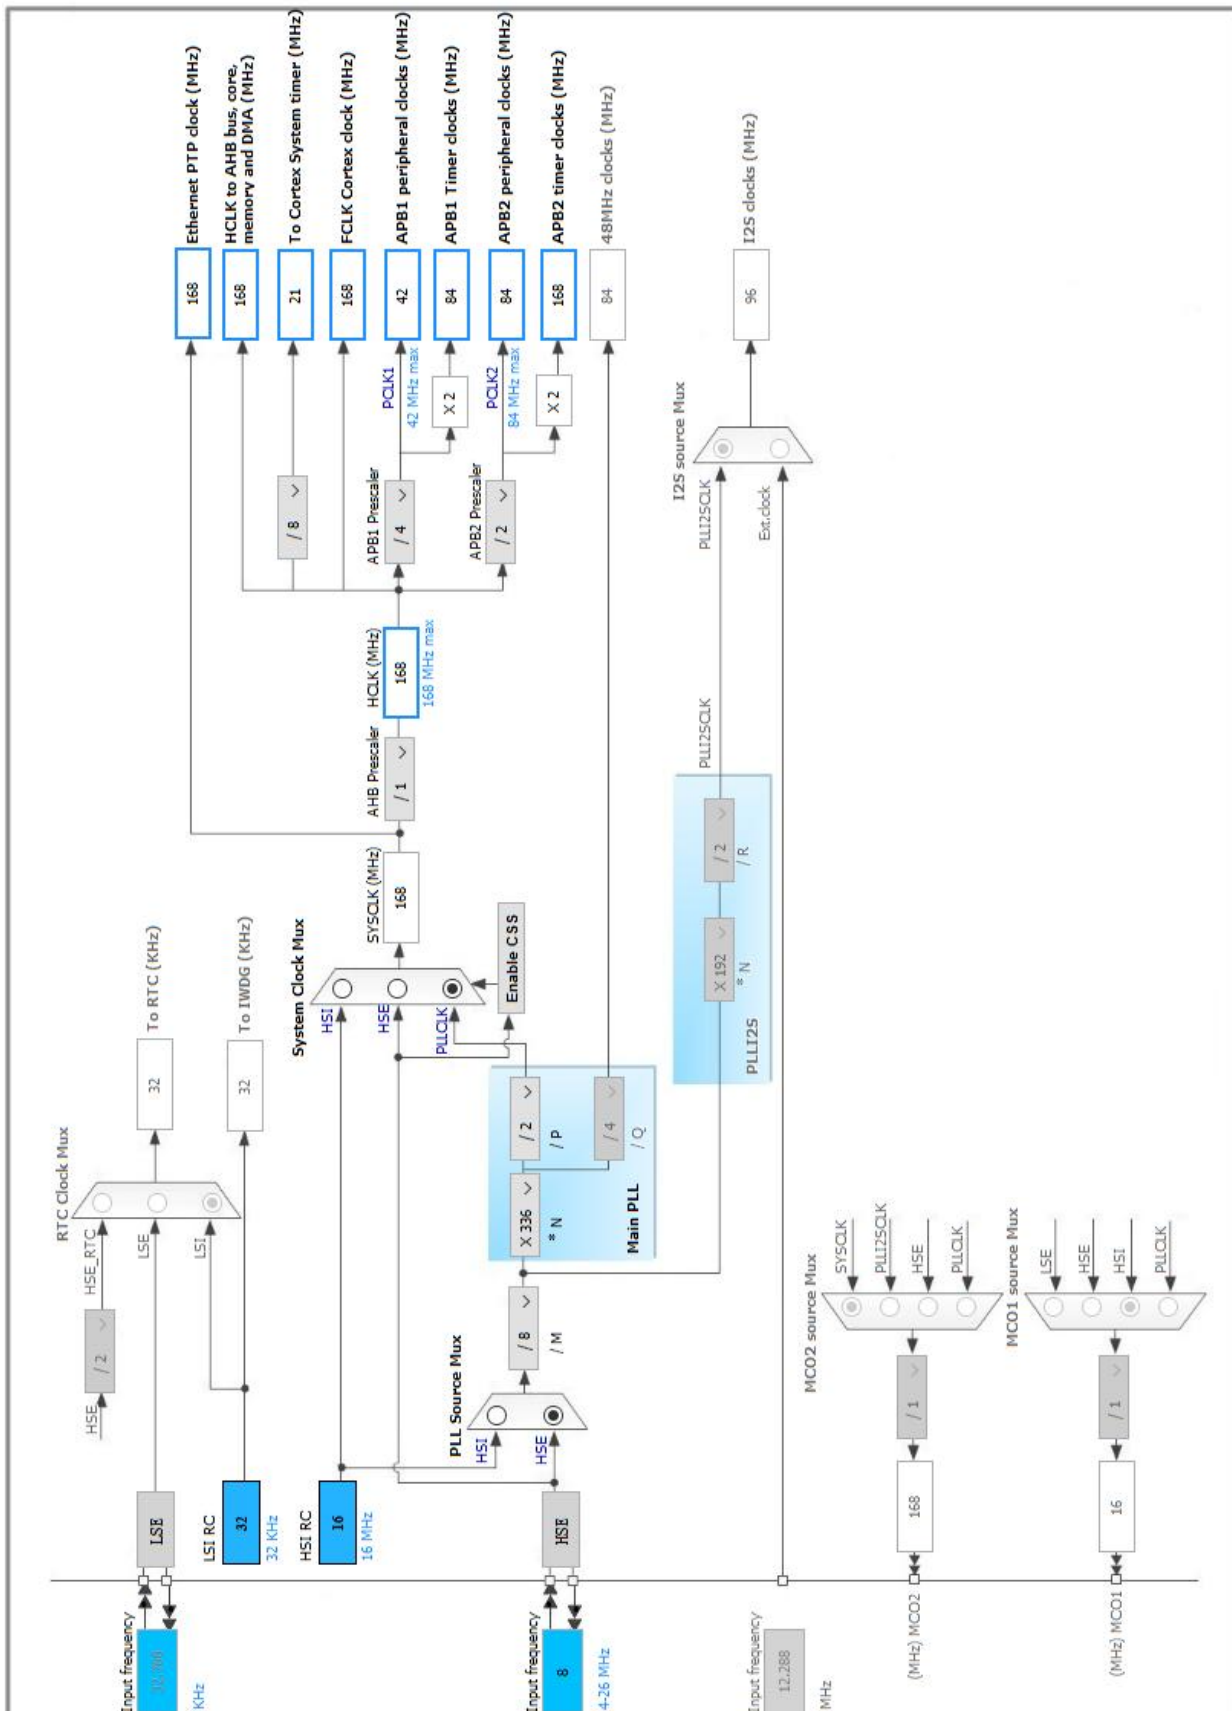 Input frequency
32.768
KHz
LSE
LSI RC
32
32 KHz
HSI RC
16
16 MHz
Input frequency
8
4-26 MHz
HSE
Input frequency
12.288
MHz
HSE
/ 2
HSE_RTC
LSE
LSI
RTC Clock Mux
32
To RTC (KHz)
32
To IWDG (KHz)
PLL Source Mux
HSI
HSE
/ 8
/ M
X 336
* N
/ 2
/ P
/ 4
/ Q
Main PLL
System Clock Mux
HSI
HSE
PLLCLK
Enable CSS
SYSCLK (MHz)
168
AHB Prescaler
/ 1
HCLK (MHz)
168
168 MHz max
/ 8
APB1 Prescaler
/ 4
PCLK1
42 MHz max
X 2
APB2 Prescaler
/ 2
PCLK2
84 MHz max
X 2
168
Ethernet PTP clock (MHz)
168
HCLK to AHB bus, core,
memory and DMA (MHz)
21
To Cortex System timer (MHz)
168
FCLK Cortex clock (MHz)
42
APB1 peripheral clocks (MHz)
84
APB1 Timer clocks (MHz)
84
APB2 peripheral clocks (MHz)
168
APB2 timer clocks (MHz)
84
48MHz clocks (MHz)
PLLI2S
X 192
* N
/ 2
/ R
PLLI2SCLK
PLLI2SCLK
Ext.clock
I2S source Mux
96
I2S clocks (MHz)
(MHz) MCO2
168
/ 1
MCO2 source Mux
SYSCLK
PLLI2SCLK
HSE
PLLCLK
(MHz) MCO1
16
/ 1
MCO1 source Mux
LSE
HSE
HSI
PLLCLK